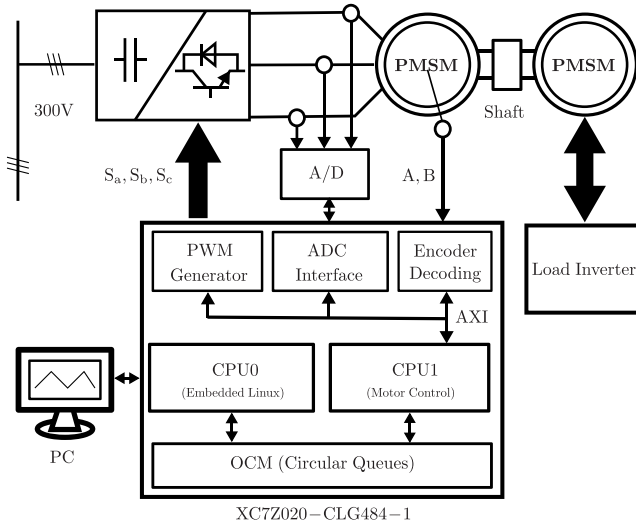 PMSM
PMSM
300V
Shaft
Sa, Sb, Sc
A/D
A, B
PWM
Generator
ADC
Interface
Encoder
Decoding
Load Inverter
AXI
CPU0
(Embedded Linux)
CPU1
(Motor Control)
PC
OCM (Circular Queues)
XC7Z020−CLG484−1